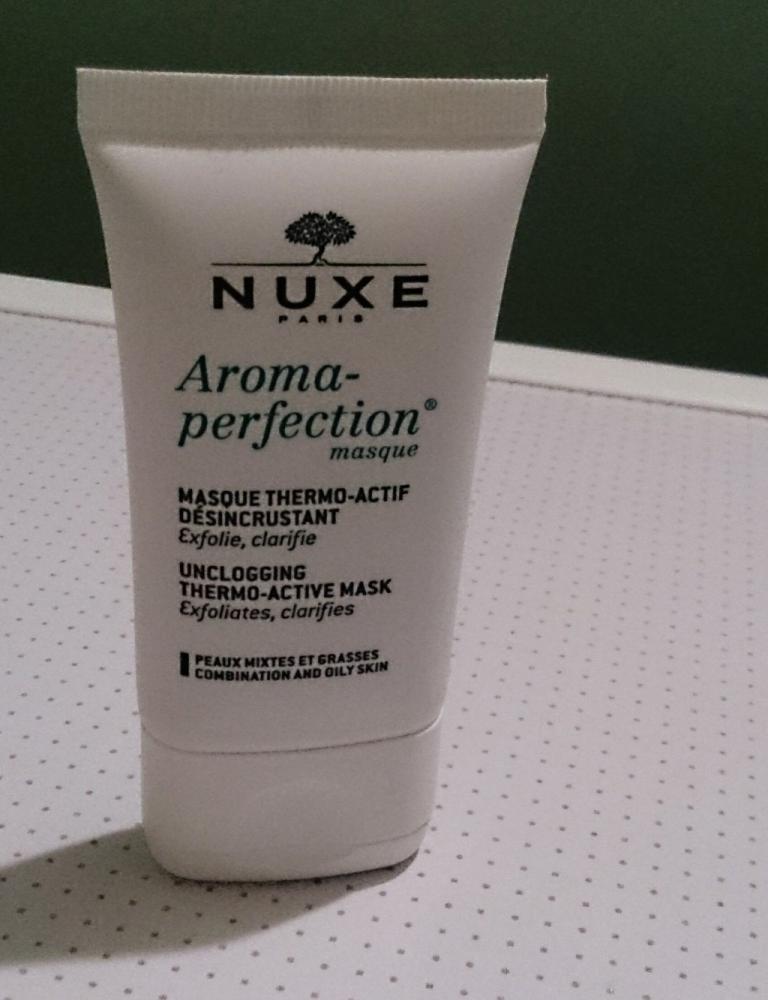 NUXE
PARIS
Aroma-
perfection®
masque
MASQUE THERMO-ACTIF
DÉSINCRUSTANT
Exfolie, clarifie
UNCLOGGING
THERMO-ACTIVE MASK
Exfoliates, clarifies
PEAUX MIXTES ET GRASSES
COMBINATION AND OILY SKIN